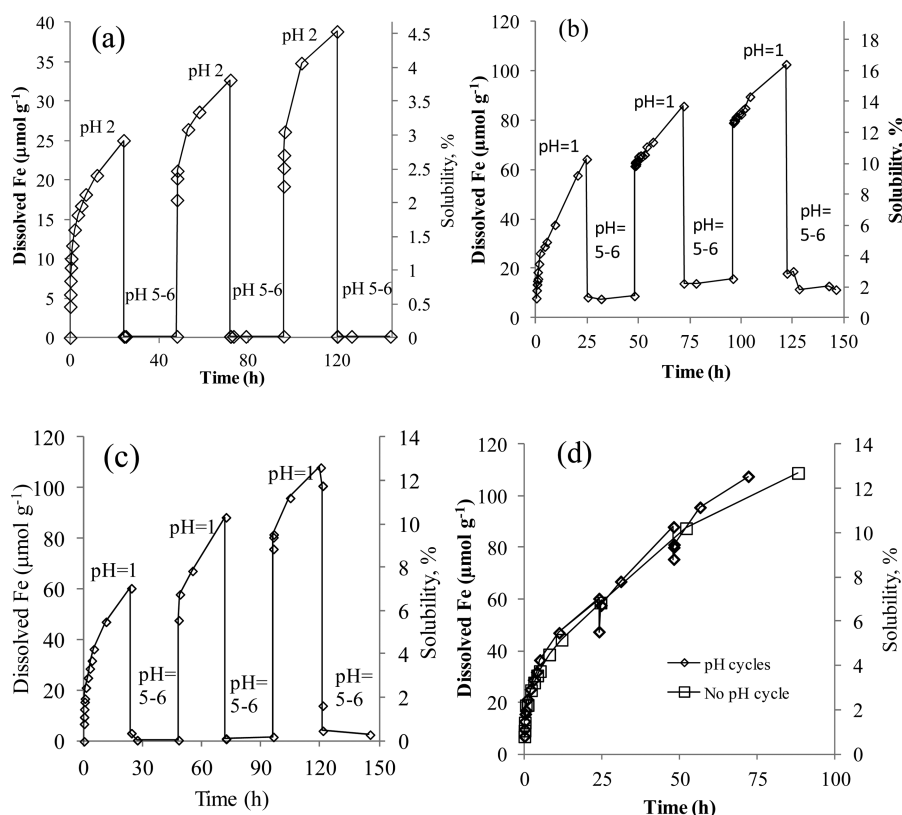 (a)
pH 2
pH 2
pH 2
pH 5-6
pH 5-6
pH 5-6
40
35
30
25
20
15
10
5
0
Dissolved Fe (μmol g⁻¹)
4.5
4
3.5
3
2.5
2
1.5
1
0.5
0
Solubility, %
0
40
80
120
Time (h)
(b)
pH=1
pH=1
pH=1
pH=
5-6
pH=
5-6
pH=
5-6
120
100
80
60
40
20
0
Dissolved Fe (μmol g⁻¹)
18
16
14
12
10
8
6
4
2
0
Solubility, %
0
25
50
75
100
125
150
Time (h)
(c)
pH=1
pH=1
pH=1
pH=
5-6
pH=
5-6
pH=
5-6
120
100
80
60
40
20
0
Dissolved Fe (μmol g⁻¹)
14
12
10
8
6
4
2
0
Solubility, %
0
30
60
90
120
150
Time (h)
(d)
pH cycles
No pH cycle
120
100
80
60
40
20
0
Dissolved Fe (μmol g⁻¹)
14
12
10
8
6
4
2
0
Solubility, %
0
25
50
75
100
Time (h)